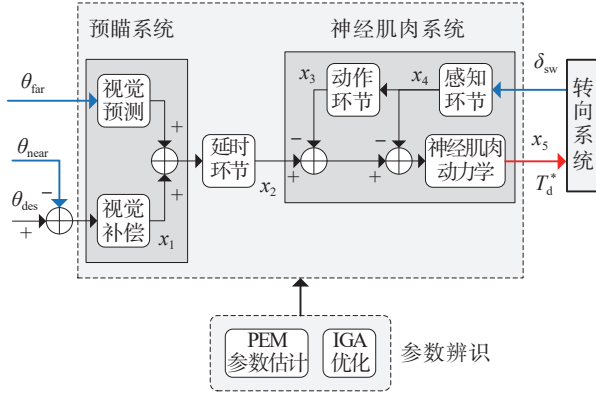 预瞄系统
神经肌肉系统
θfar
视觉
预测
+
θnear
−
θdes
+
视觉
补偿
+
x1
延时
环节
x2
x3
动作
环节
x4
感知
环节
−
+
−
+
神经肌肉
动力学
δsw
x5
T*d
转向系统
PEM
参数估计
IGA
优化
参数辨识